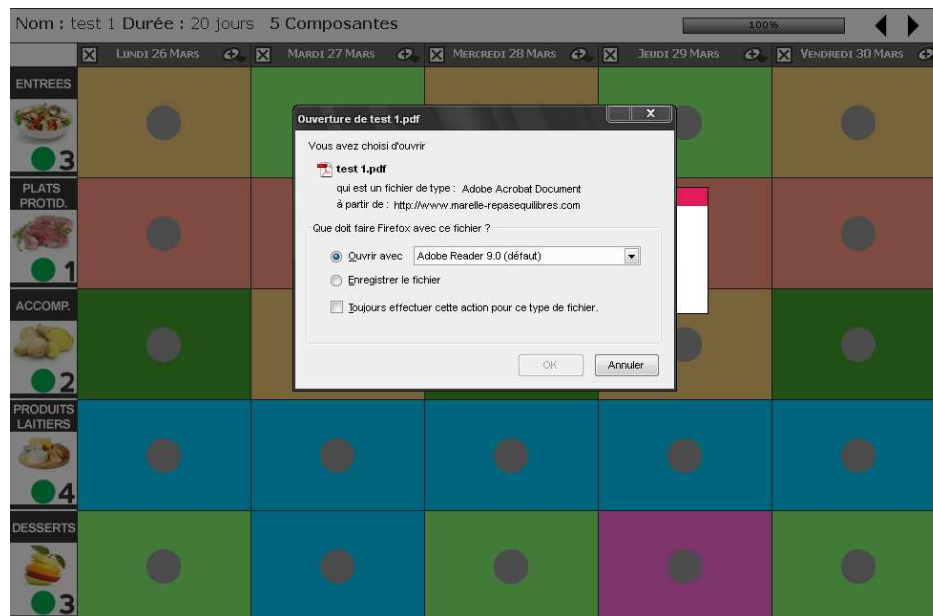 Nom : test 1 Durée : 20 jours 5 Composantes
100%
LUNDI 26 MARS
MARDI 27 MARS
MERCREDI 28 MARS
JEUDI 29 MARS
VENDREDI 30 MARS
ENTREES
3
PLATS
PROTID.
1
ACCOMP.
2
PRODUITS
LAITIERS
4
DESSERTS
3
Ouverture de test 1.pdf
x
Vous avez choisi d'ouvrir
test 1.pdf
qui est un fichier de type : Adobe Acrobat Document
à partir de : http://www.marelle-repasequilibres.com
Que doit faire Firefox avec ce fichier ?
Ouvrir avec Adobe Reader 9.0 (défaut)
Enregistrer le fichier
Toujours effectuer cette action pour ce type de fichier.
OK
Annuler